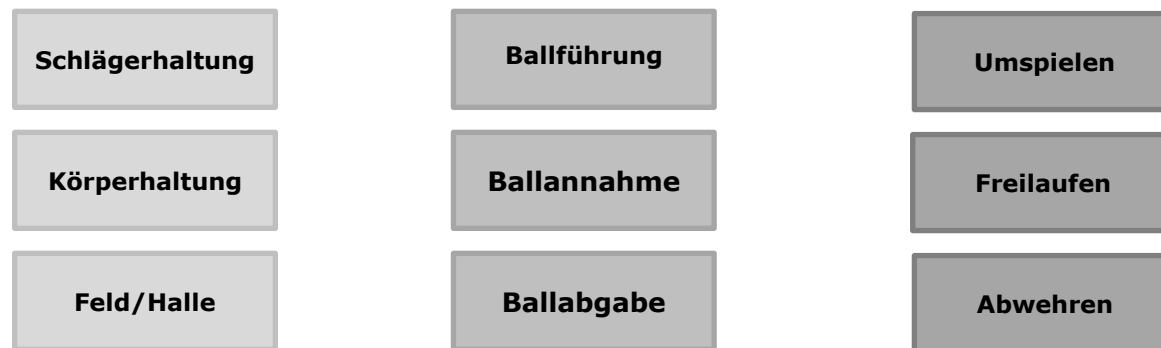 Schlägerhaltung
Ballführung
Umspielen
Körperhaltung
Ballannahme
Freilaufen
Feld/Halle
Ballabgabe
Abwehren